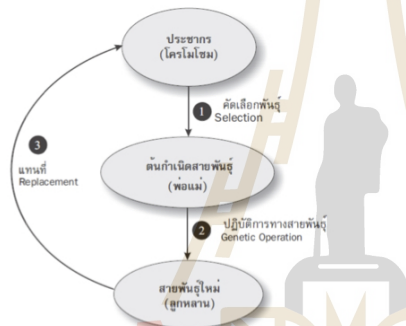 ประชากร
(โครโมโซม)
1
คัดเลือกพันธุ์
Selection
3
แทนที่
Replacement
ต้นกำเนิดสายพันธุ์
(พ่อแม่)
2
ปฏิบัติการทางสายพันธุ์
Genetic Operation
สายพันธุ์ใหม่
(ลูกหลาน)